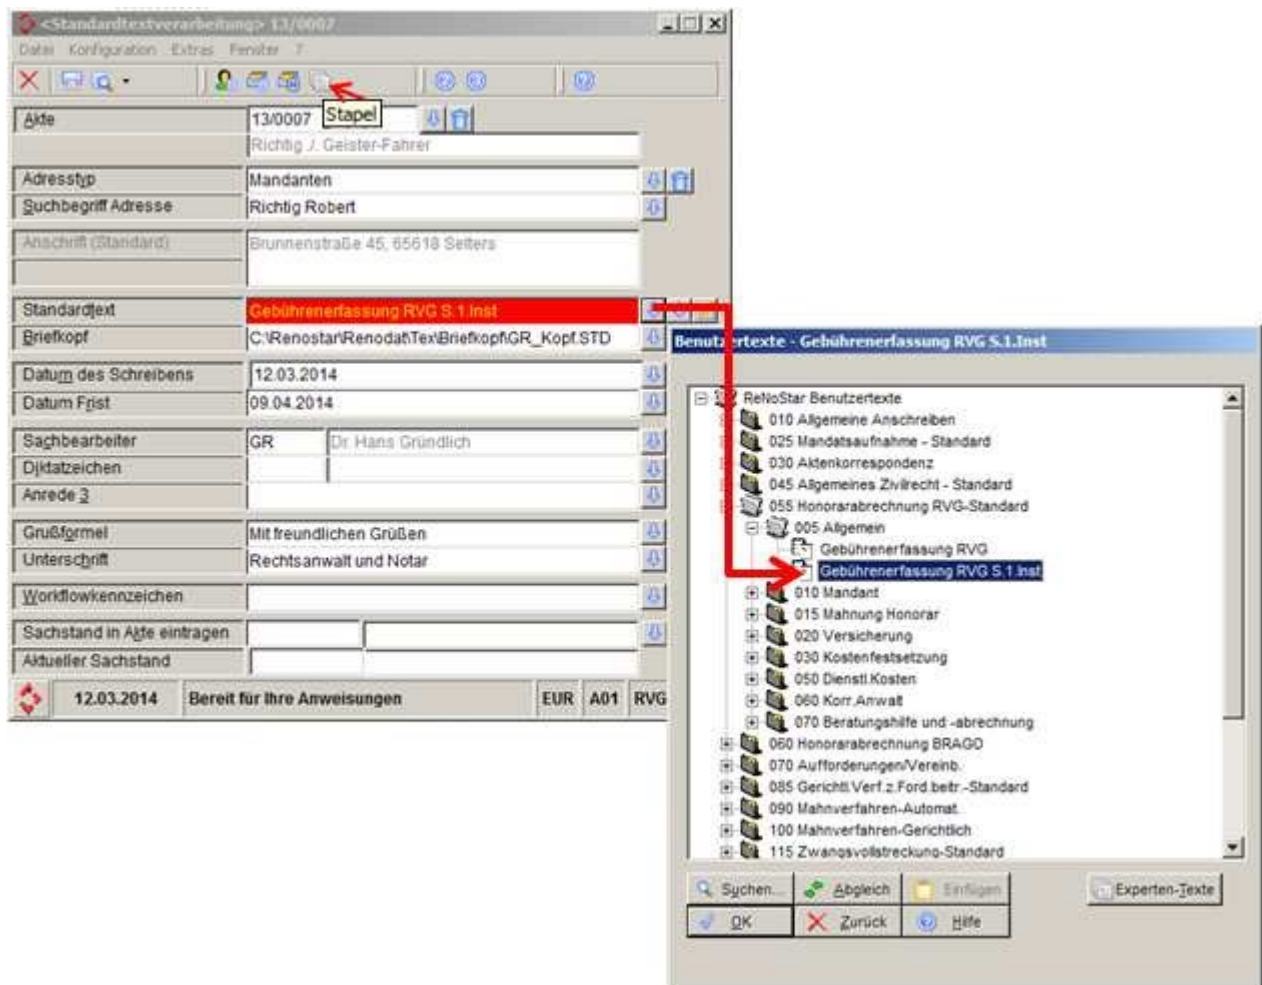 <Standardtextverarbeitung> 13/0007
Datei Konfiguration Extras Fenster ?
Stapel
Akte 13/0007
Richtig ./. Geister-Fahrer
Adresstyp Mandanten
Suchbegriff Adresse Richtig Robert
Anschrift (Standard) Brunnenstraße 45, 65618 Selters
Standardtext Gebührenerfassung RVG S.1.Inst
Briefkopf C:\Renostar\Renodat\Tex\Briefkopf\GR_Kopf.STD
Datum des Schreibens 12.03.2014
Datum Frist 09.04.2014
Sachbearbeiter GR Dr. Hans Gründlich
Diktatzeichen
Anrede 3
Grußformel Mit freundlichen Grüßen
Unterschrift Rechtsanwalt und Notar
Workflowkennzeichen
Sachstand in Akte eintragen
Aktueller Sachstand
12.03.2014 Bereit für Ihre Anweisungen EUR A01 RVG
Benutzertexte - Gebührenerfassung RVG S.1.Inst
ReNoStar Benutzertexte
010 Allgemeine Anschreiben
025 Mandatsaufnahme - Standard
030 Aktenkorrespondenz
045 Allgemeines Zivilrecht - Standard
055 Honorarabrechnung RVG-Standard
005 Allgemein
Gebührenerfassung RVG
Gebührenerfassung RVG S.1.Inst
010 Mandant
015 Mahnung Honorar
020 Versicherung
030 Kostenfestsetzung
050 Dienstl.Kosten
060 Korr.Anwalt
070 Beratungshilfe und -abrechnung
060 Honorarabrechnung BRAGO
070 Aufforderungen/Vereinb.
085 Gerichtl.Verf.z.Ford.beitr.-Standard
090 Mahnverfahren-Automat.
100 Mahnverfahren-Gerichtlich
115 Zwangsvollstreckung-Standard
Suchen... Abgleich Einfügen Experten-Texte
OK Zurück Hilfe